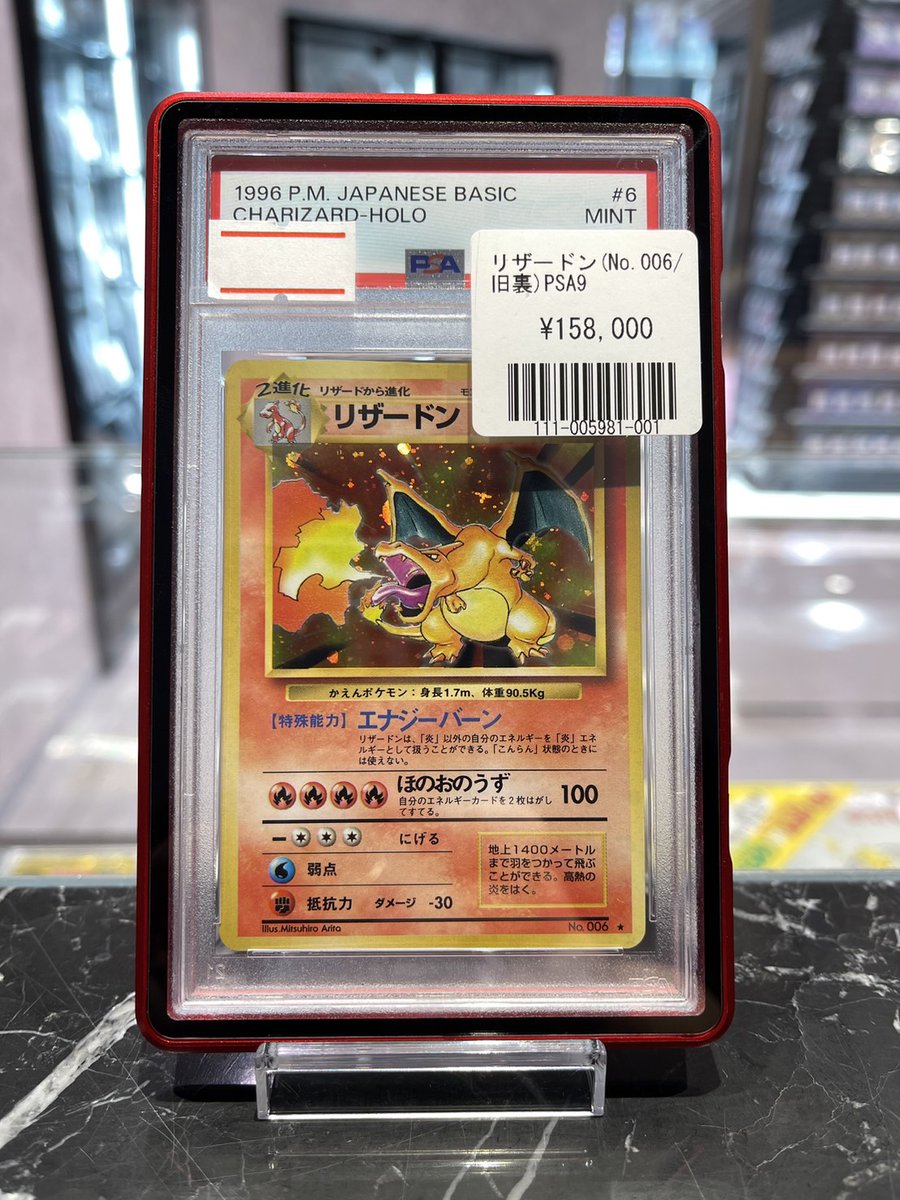 1996 P.M. JAPANESE BASIC #6
CHARIZARD-HOLO MINT
PSA
リザードン(No.006/
旧裏)PSA9
¥158,000
111-005981-001
2進化 リザードから進化
リザードン
かえんポケモン：身長1.7m、体重90.5Kg
【特殊能力】エナジーバーン
リザードンは、「炎」以外の自分のエネルギーを「炎」エネ
ルギーとして扱うことができる。「こんらん」状態のときに
は使えない。
ほのおのうず 100
自分のエネルギーカードを2枚はがし
てすてる。
にげる
弱点
抵抗力 ダメージ -30
地上1400メートル
まで羽をつかって飛ぶ
ことができる。高熱の
炎をはく。
Illus.Mitsuhiro Arita No.006 ★